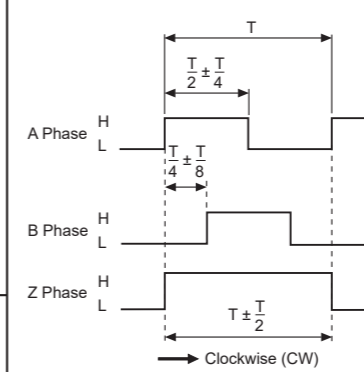 T
T/2 ± T/4
A Phase H
L
T/4 ± T/8
B Phase H
L
Z Phase H
L
T ± T/2
Clockwise (CW)